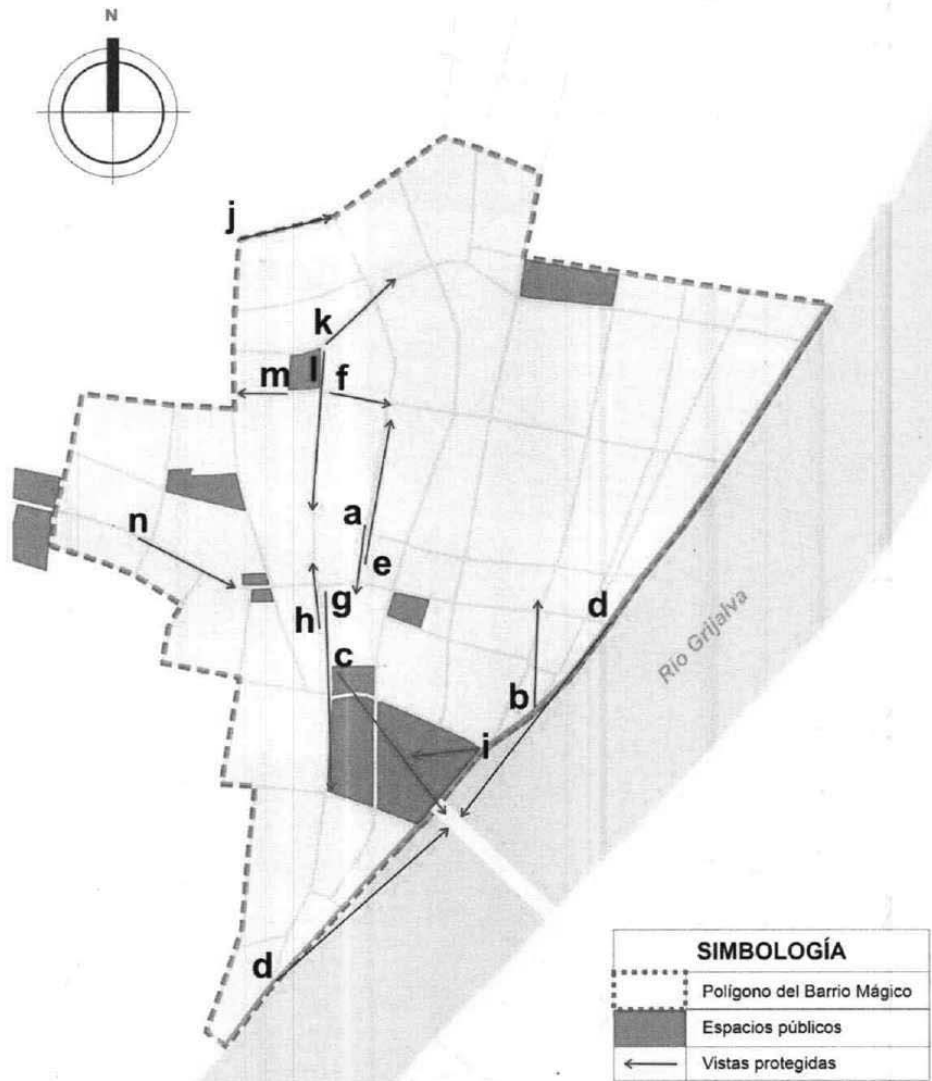 N
j
k
m
l
f
a
n
e
d
g
h
c
b
i
Río Grijalva
d
SIMBOLOGÍA
Polígono del Barrio Mágico
Espacios públicos
Vistas protegidas